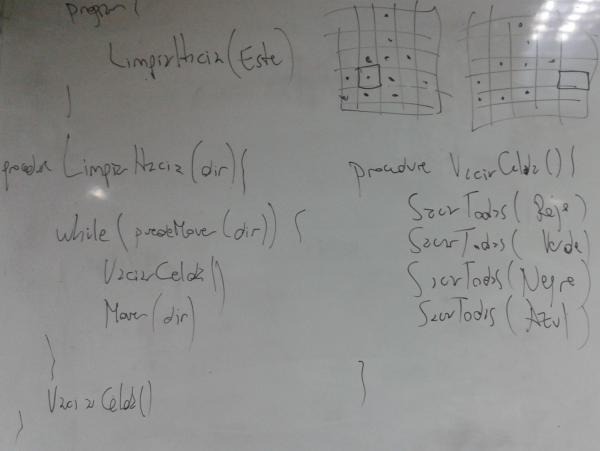 program {
LimpiarHacia(Este)
}
procedure LimpiarHacia(dir){
while(puedeMover(dir)) {
VaciarCelda()
Mover(dir)
}
VaciarCelda()
}
procedure VaciarCelda(){
SacarTodas(Rojo)
SacarTodas(Verde)
SacarTodas(Negro)
SacarTodas(Azul)
}